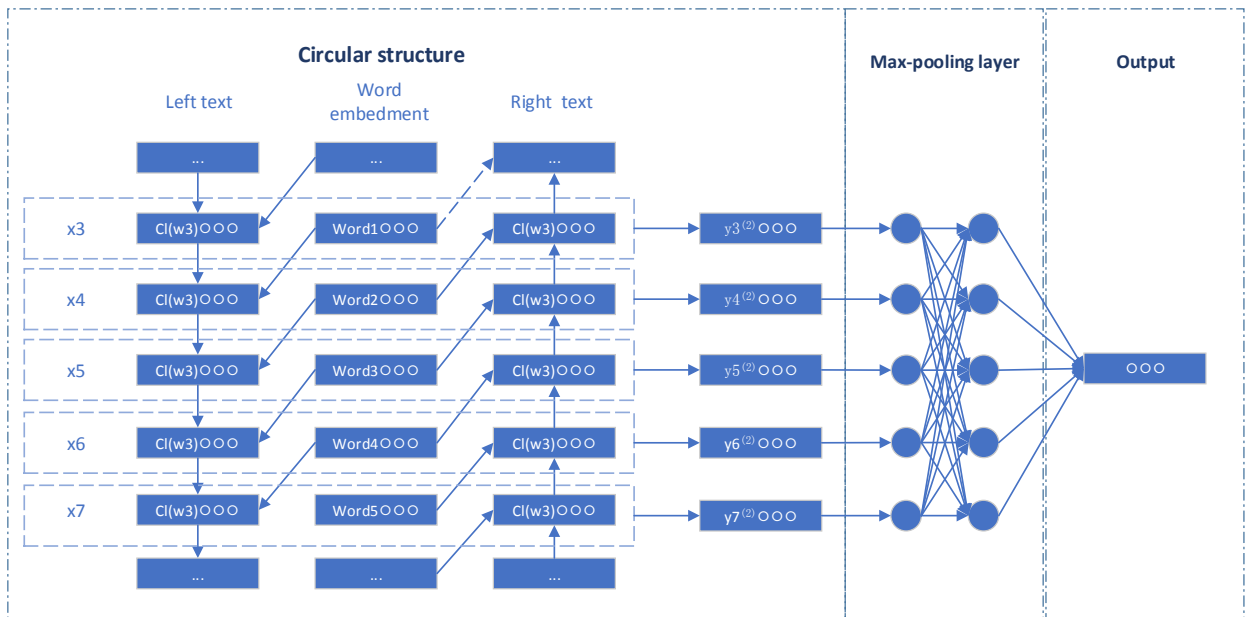 Circular structure
Max-pooling layer
Output
Left text
Word
embedment
Right  text
...
...
...
x3
Cl(w3)○○○
Word1○○○
Cl(w3)○○○
y3⁽²⁾○○○
x4
Cl(w3)○○○
Word2○○○
Cl(w3)○○○
y4⁽²⁾○○○
x5
Cl(w3)○○○
Word3○○○
Cl(w3)○○○
y5⁽²⁾○○○
○○○
x6
Cl(w3)○○○
Word4○○○
Cl(w3)○○○
y6⁽²⁾○○○
x7
Cl(w3)○○○
Word5○○○
Cl(w3)○○○
y7⁽²⁾○○○
...
...
...